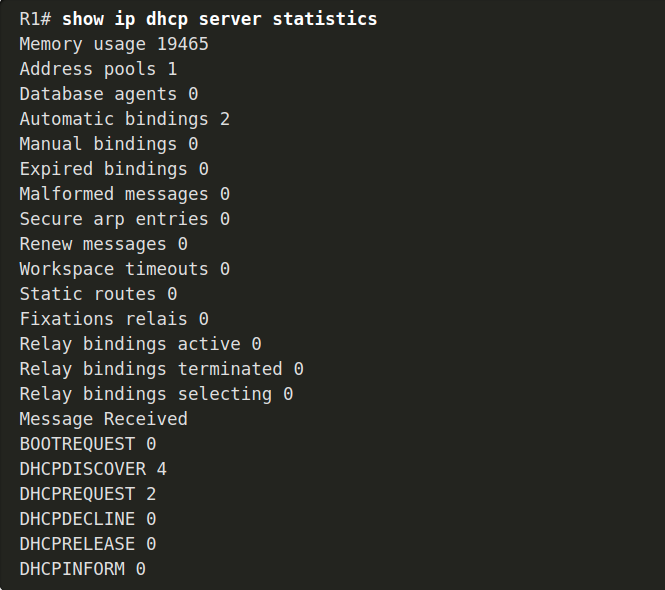 R1# show ip dhcp server statistics
Memory usage 19465
Address pools 1
Database agents 0
Automatic bindings 2
Manual bindings 0
Expired bindings 0
Malformed messages 0
Secure arp entries 0
Renew messages 0
Workspace timeouts 0
Static routes 0
Fixations relais 0
Relay bindings active 0
Relay bindings terminated 0
Relay bindings selecting 0
Message Received
BOOTREQUEST 0
DHCPDISCOVER 4
DHCPREQUEST 2
DHCPDECLINE 0
DHCPRELEASE 0
DHCPINFORM 0